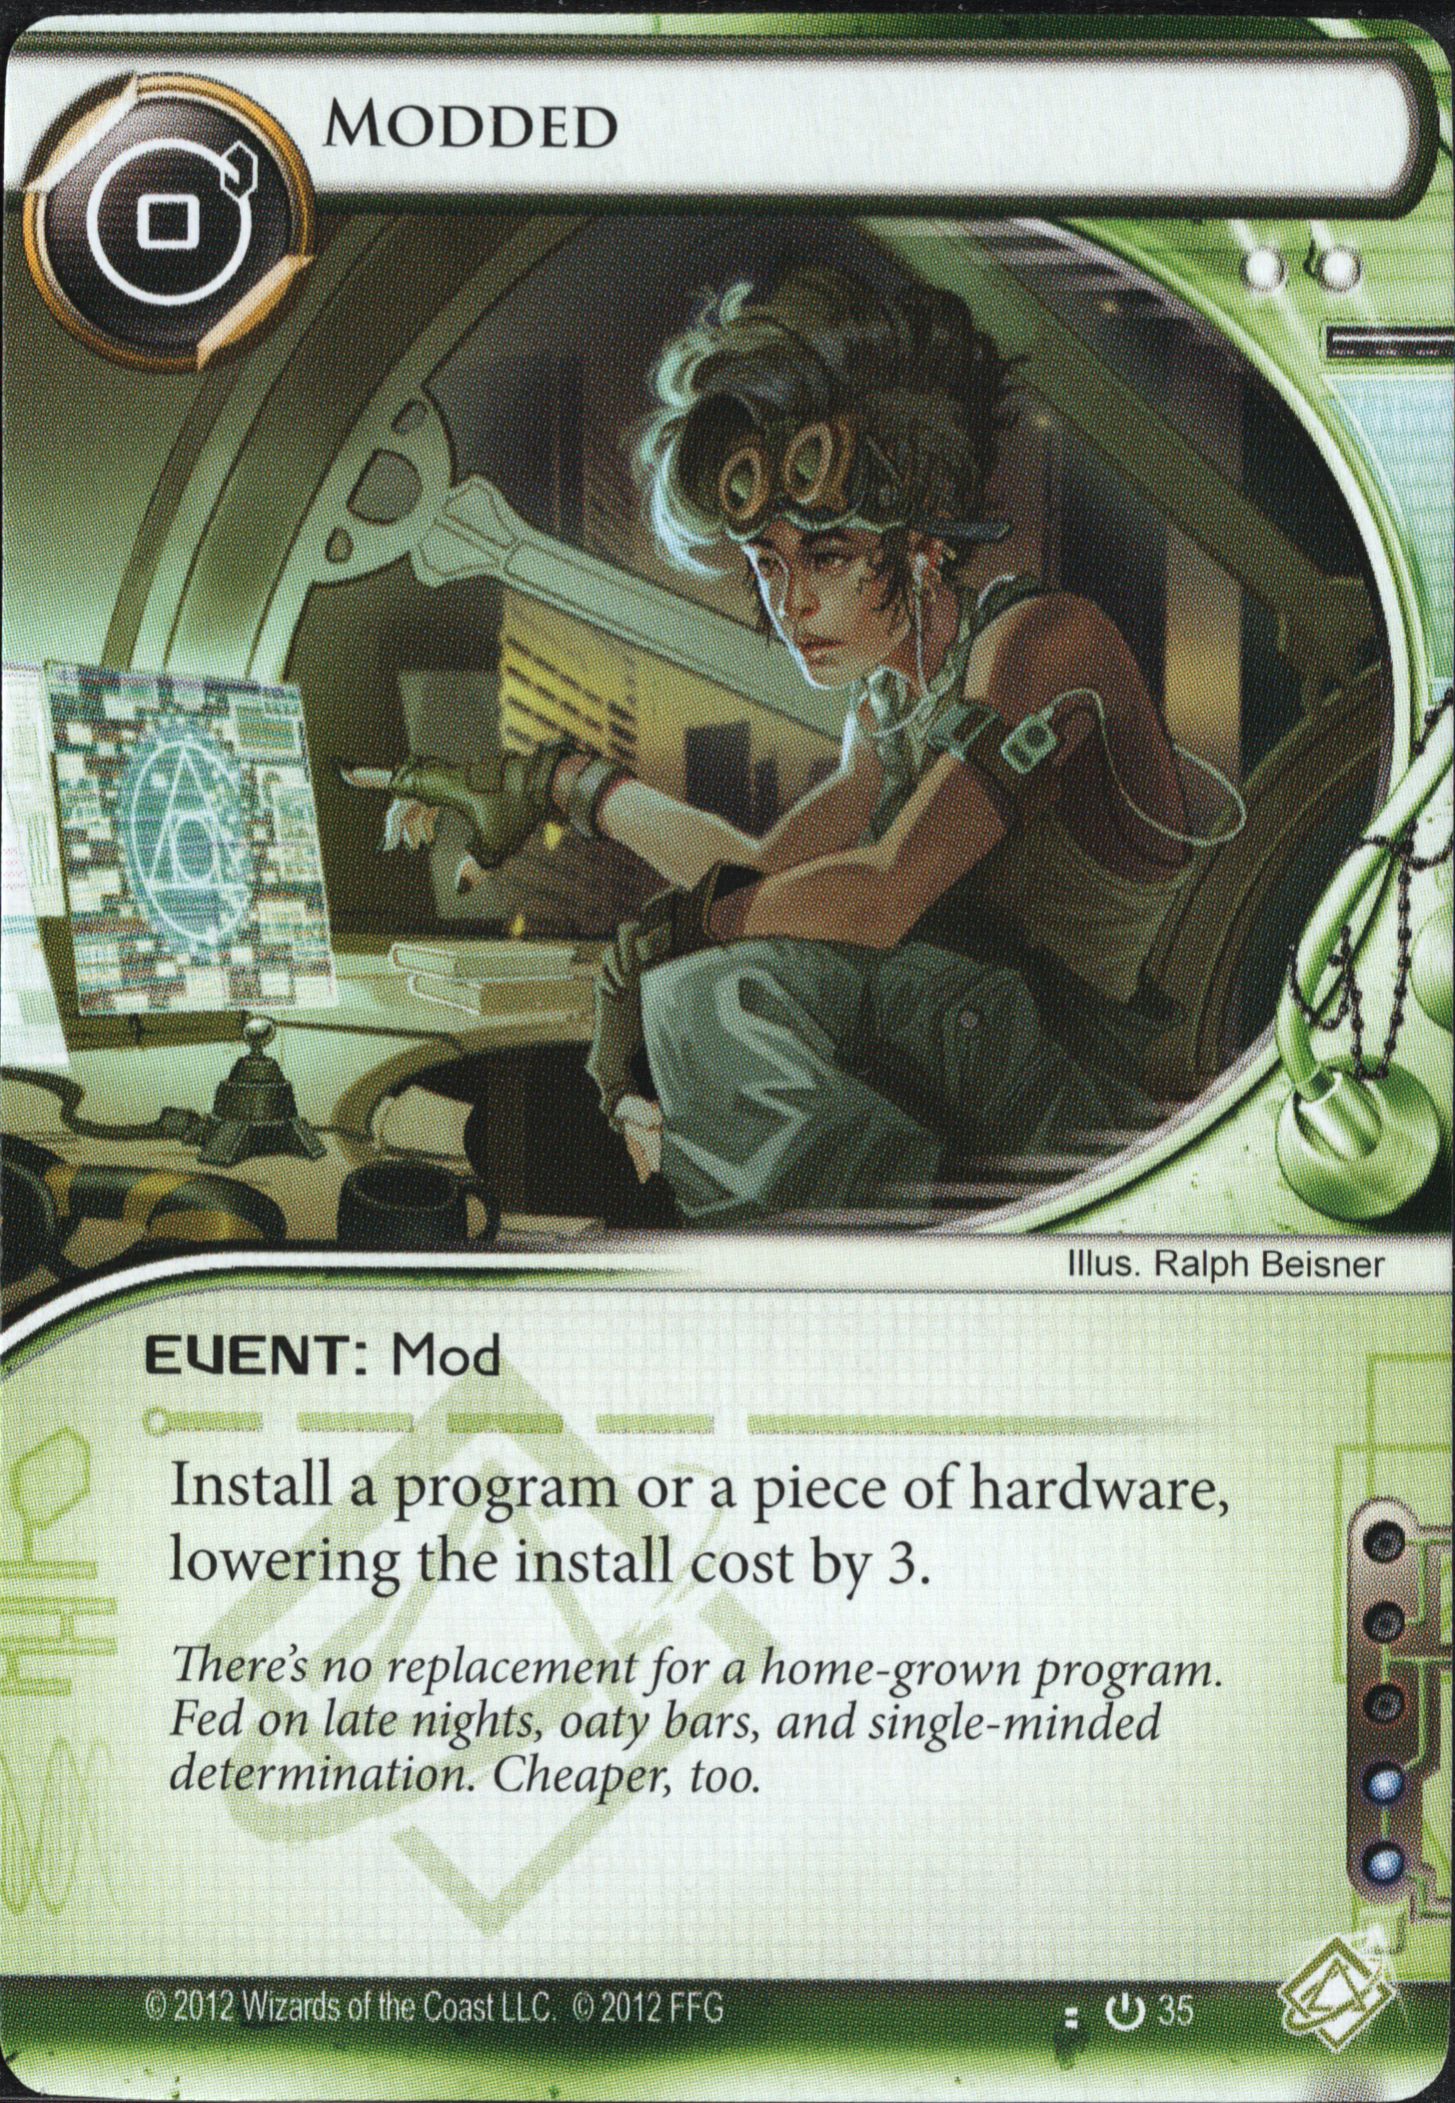 Modded
Illus. Ralph Beisner
EVENT: Mod
Install a program or a piece of hardware,
lowering the install cost by 3.
There's no replacement for a home-grown program.
Fed on late nights, oaty bars, and single-minded
determination. Cheaper, too.
© 2012 Wizards of the Coast LLC. © 2012 FFG
35